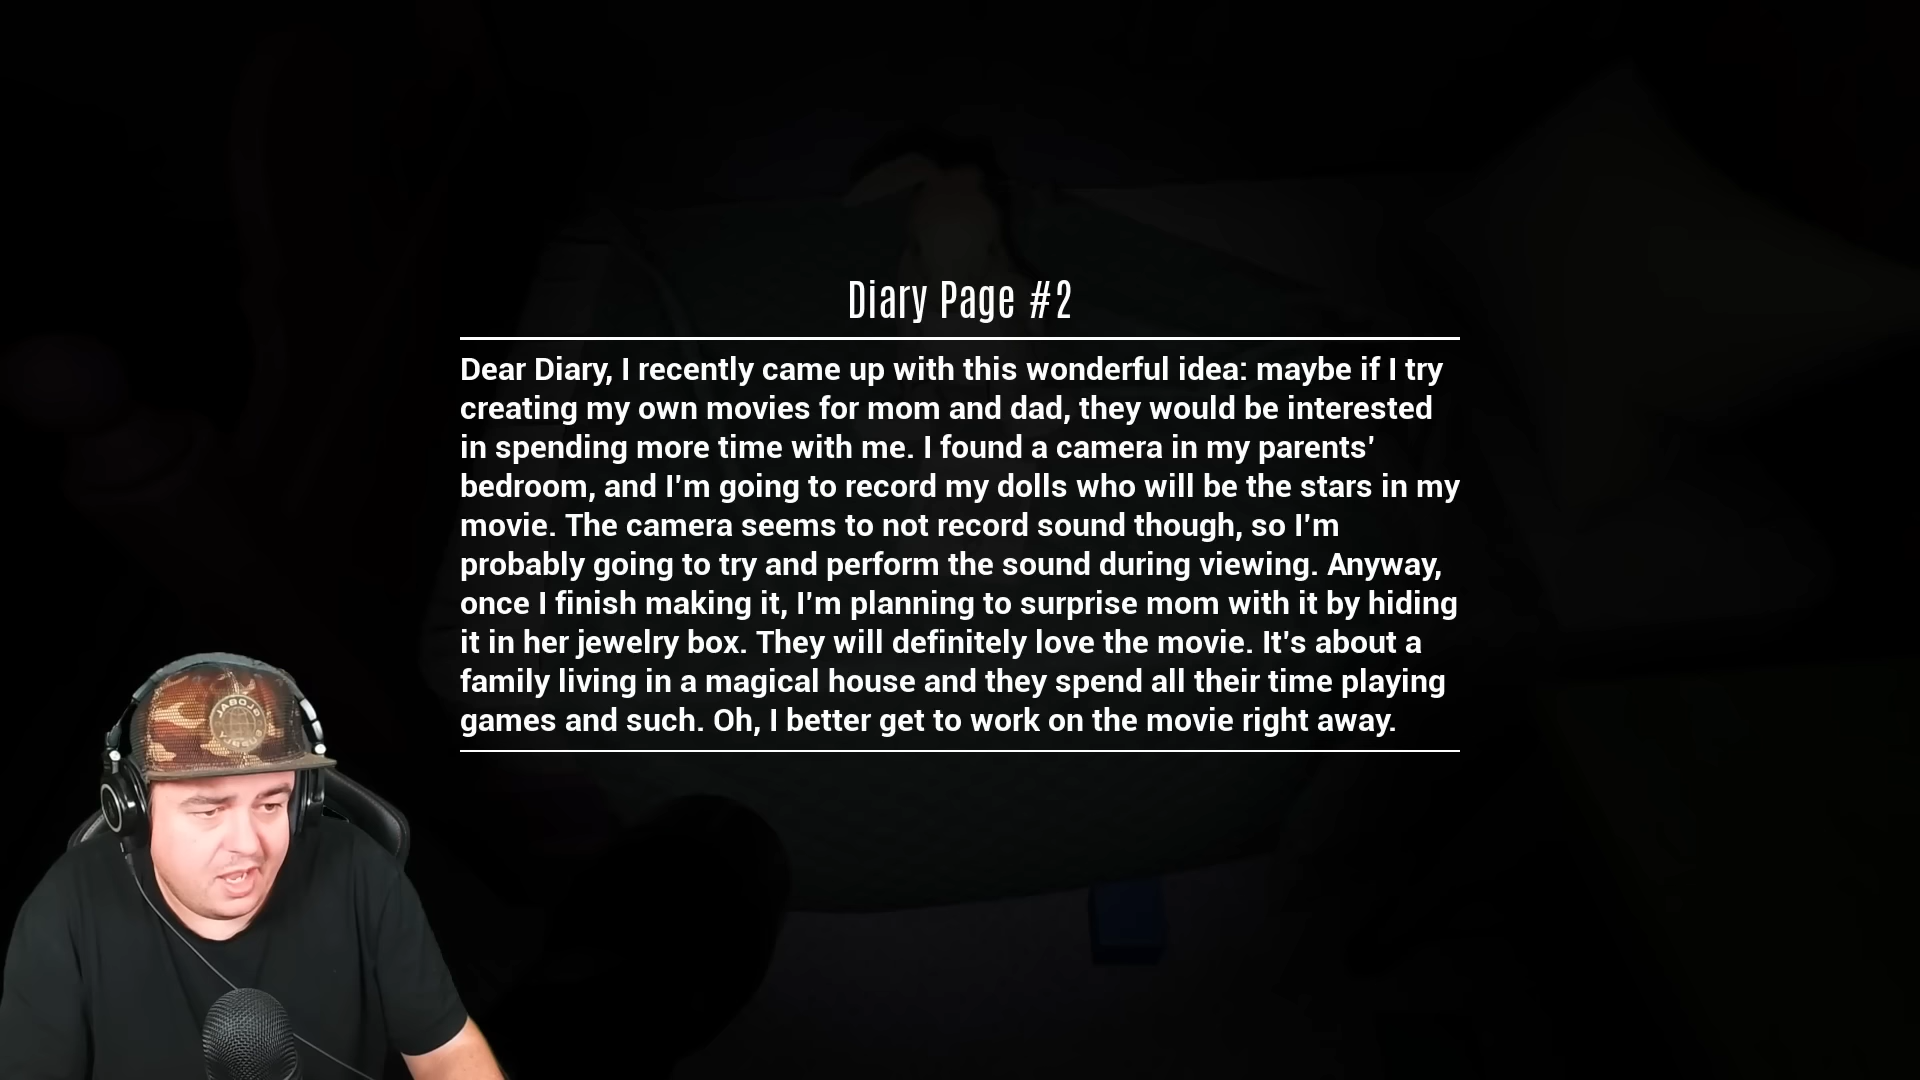 Diary Page #2
Dear Diary, I recently came up with this wonderful idea: maybe if I try
creating my own movies for mom and dad, they would be interested
in spending more time with me. I found a camera in my parents'
bedroom, and I'm going to record my dolls who will be the stars in my
movie. The camera seems to not record sound though, so I'm
probably going to try and perform the sound during viewing. Anyway,
once I finish making it, I'm planning to surprise mom with it by hiding
it in her jewelry box. They will definitely love the movie. It's about a
family living in a magical house and they spend all their time playing
games and such. Oh, I better get to work on the movie right away.
GLOBAL